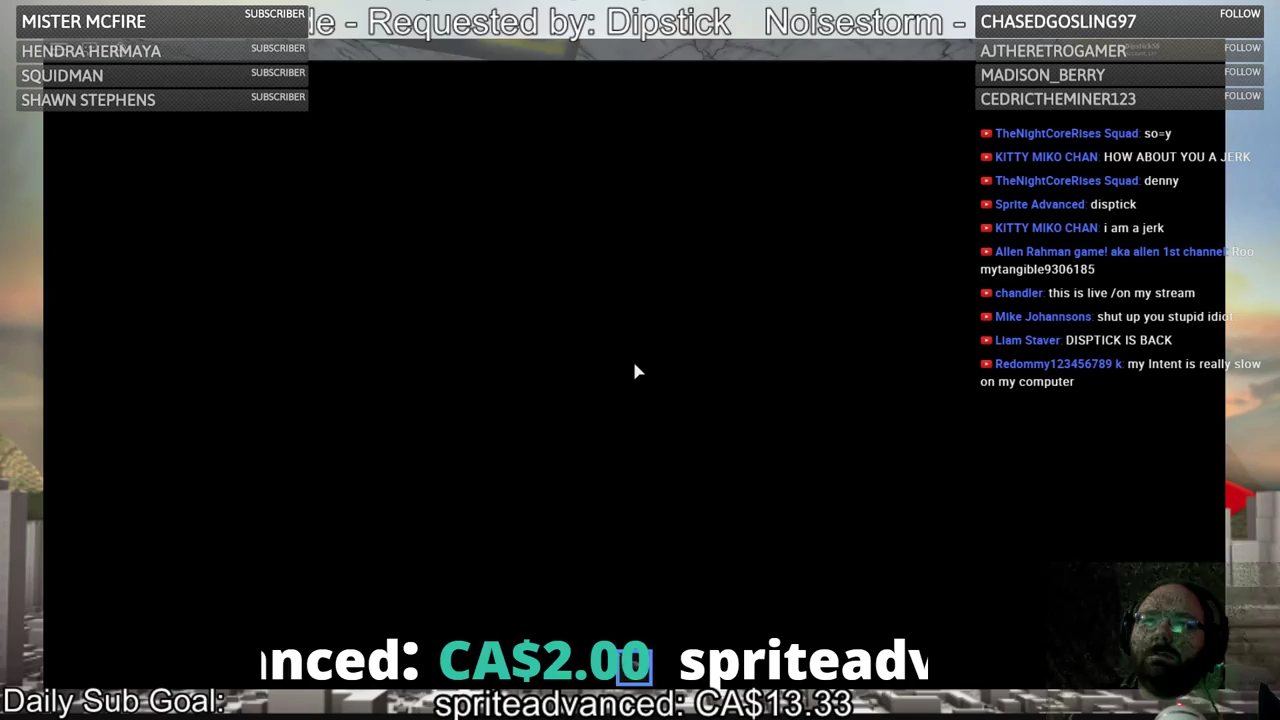 MISTER MCFIRE SUBSCRIBER
HENDRA HERMAYA SUBSCRIBER
SQUIDMAN SUBSCRIBER
SHAWN STEPHENS SUBSCRIBER
de - Requested by: Dipstick Noisestorm -
CHASEDGOSLING97 FOLLOW
AJTHERETROGAMER FOLLOW
MADISON_BERRY FOLLOW
CEDRICTHEMINER123 FOLLOW
TheNightCoreRises Squad: so=y
KITTY MIKO CHAN: HOW ABOUT YOU A JERK
TheNightCoreRises Squad: denny
Sprite Advanced: disptick
KITTY MIKO CHAN: i am a jerk
Allen Rahman game! aka allen 1st channel: Roo
mytangible9306185
chandler: this is live /on my stream
Mike Johannsons: shut up you stupid idiot
Liam Staver: DISPTICK IS BACK
Redommy123456789 k: my Intent is really slow
on my computer
nced: CA$2.00 spriteadv
Daily Sub Goal:
spriteadvanced: CA$13.33